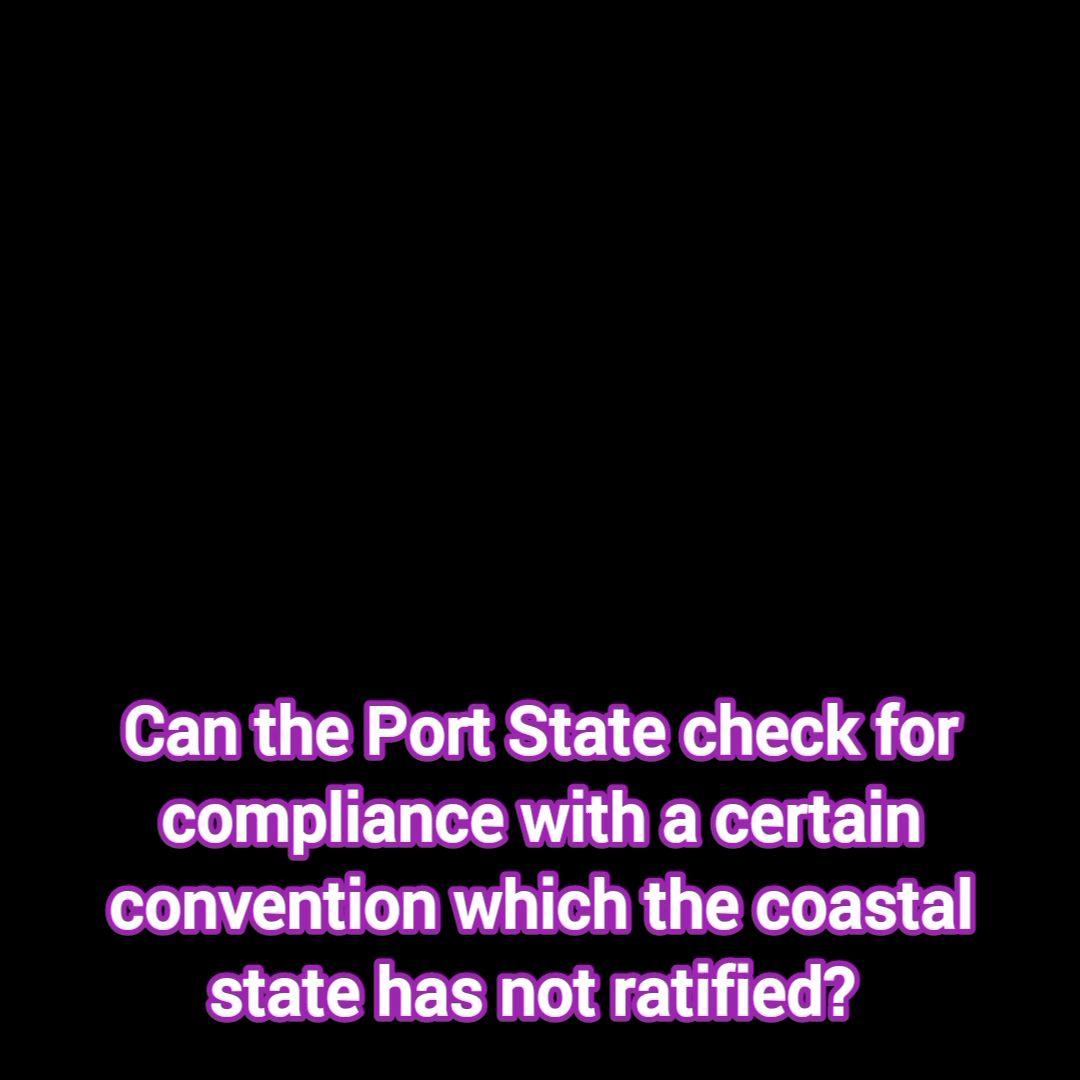 Can the Port State check for
compliance with a certain
convention which the coastal
state has not ratified?